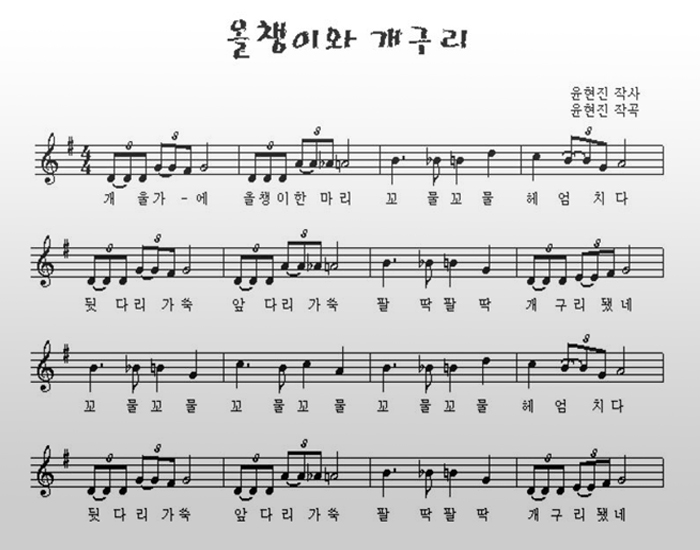 올챙이와 개구리
윤현진 작사
윤현진 작곡
개 울가 - 에 올챙이한 마리 꼬 물꼬물 헤 엄 치다
뒷 다리 가쑥 앞 다리 가쑥 팔 딱팔 딱 개 구리 됐네
꼬 물꼬물 꼬 물꼬물 꼬 물꼬물 헤 엄 치다
뒷 다리 가쑥 앞 다리 가쑥 팔 딱팔 딱 개 구리 됐네